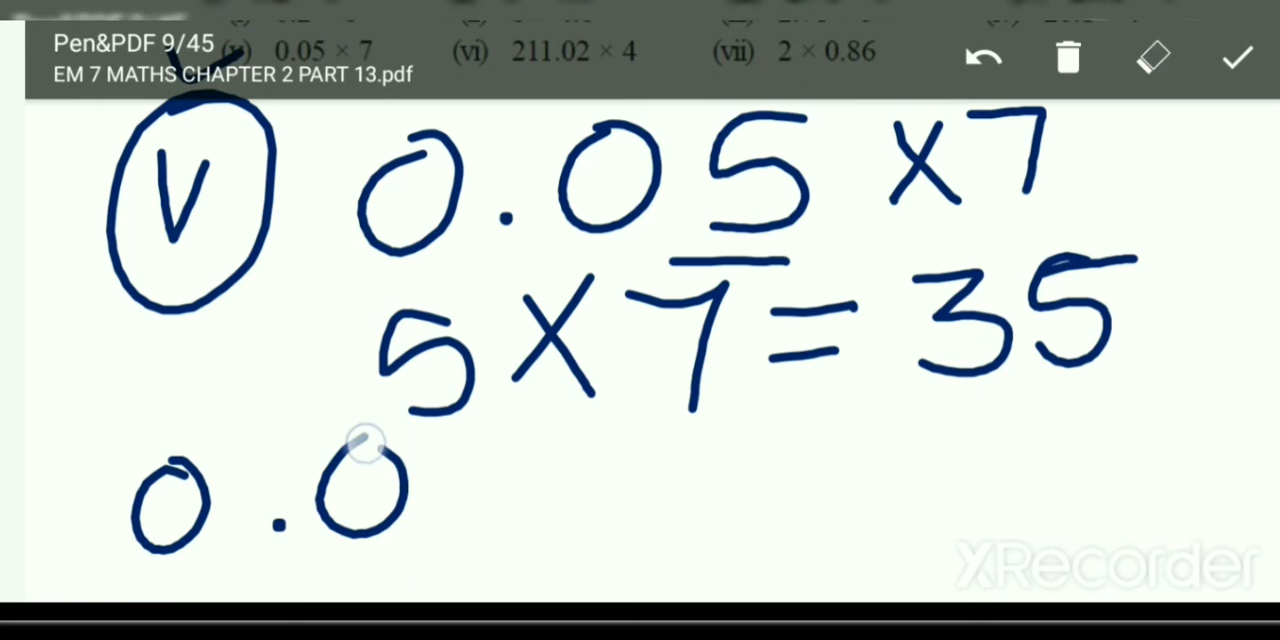 Pen&PDF 9/45
EM 7 MATHS CHAPTER 2 PART 13.pdf
(v) 0.05 × 7 (vi) 211.02 × 4 (vii) 2 × 0.86
V 0.05 × 7
5 × 7 = 35
0.0
XRecorder